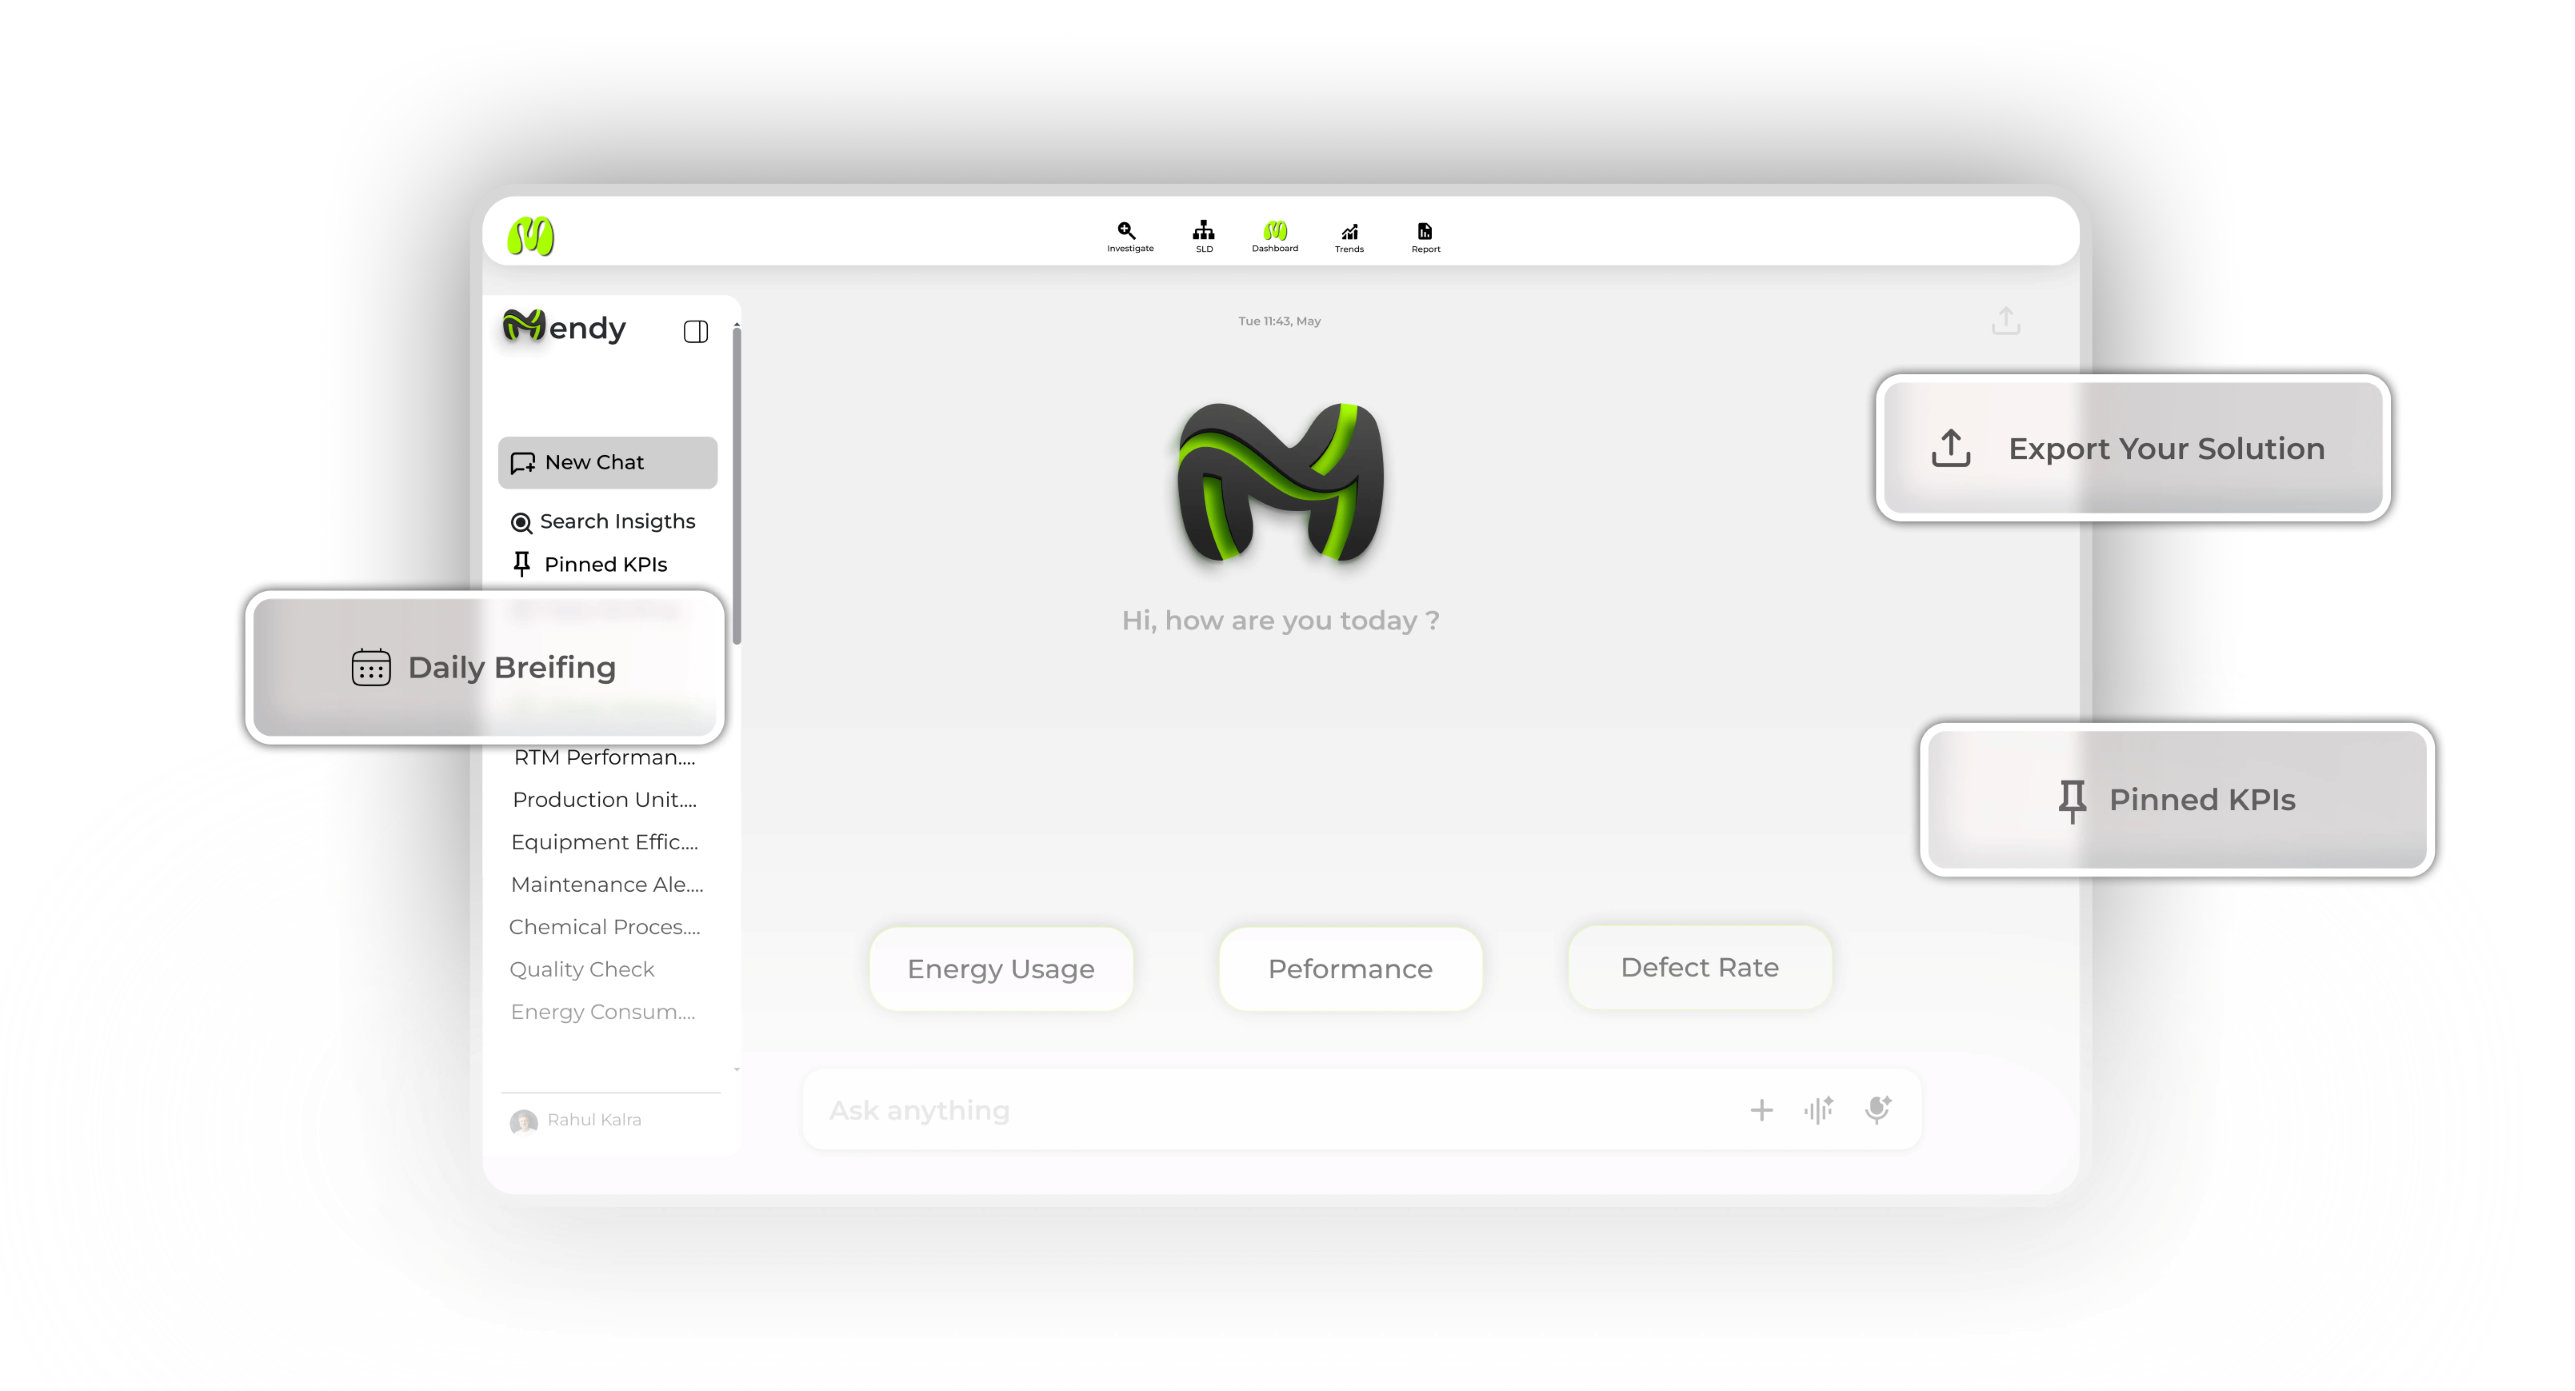 Investigate
SLD
Dashboard
Trends
Report
Mendy
Tue 11:43, May
New Chat
Export Your Solution
Search Insigths
Pinned KPIs
Hi, how are you today ?
Daily Breifing
RTM Performan....
Production Unit....
Pinned KPIs
Equipment Effic....
Maintenance Ale....
Chemical Proces....
Quality Check
Energy Usage
Peformance
Defect Rate
Energy Consum....
Ask anything
Rahul Kalra